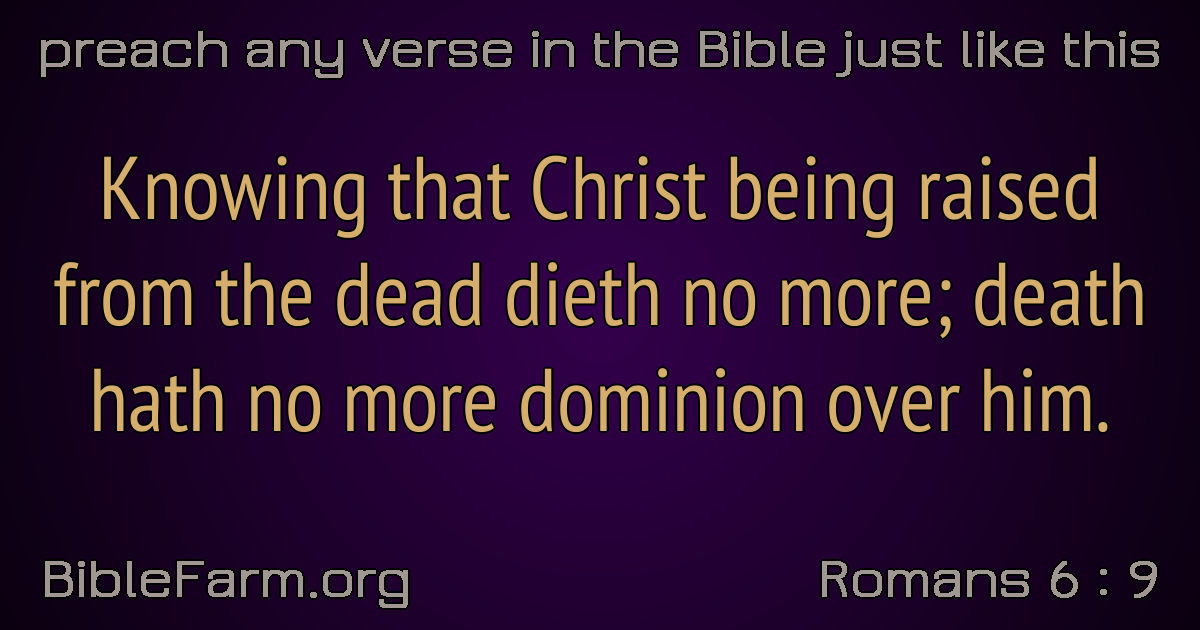 preach any verse in the Bible just like this
Knowing that Christ being raised
from the dead dieth no more; death
hath no more dominion over him.
BibleFarm.org
Romans 6 : 9